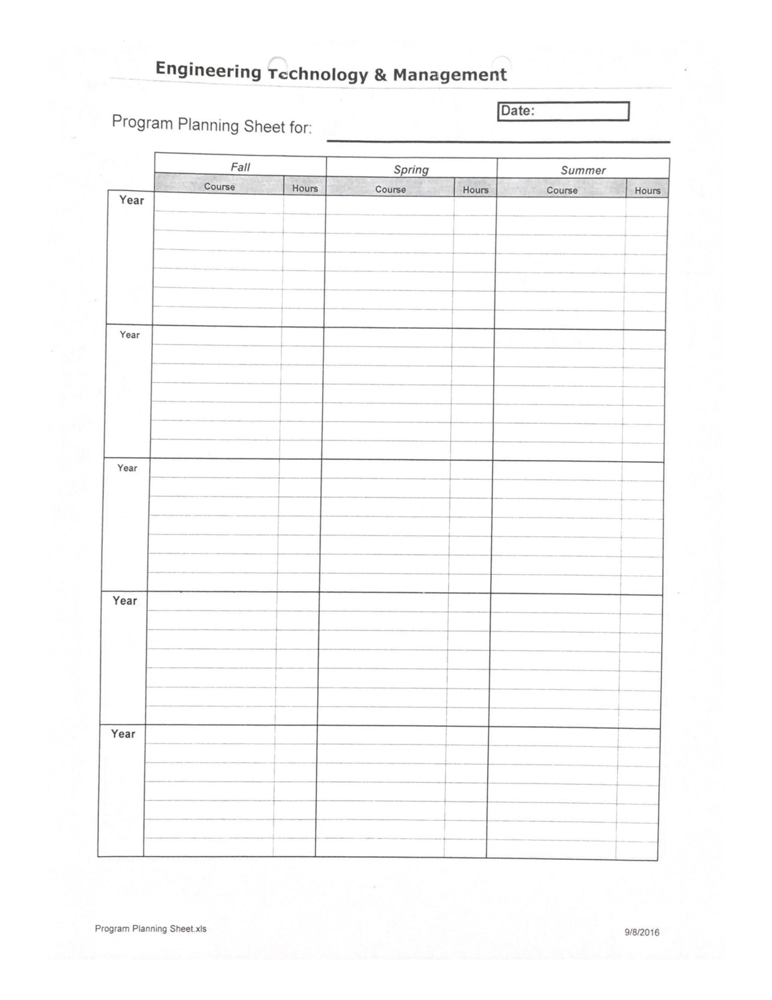 Engineering Technology & Management
Date:
Program Planning Sheet for:
Fall Spring Summer
Course Hours Course Hours Course Hours
Year
Year
Year
Year
Year
Program Planning Sheet.xls 9/8/2016